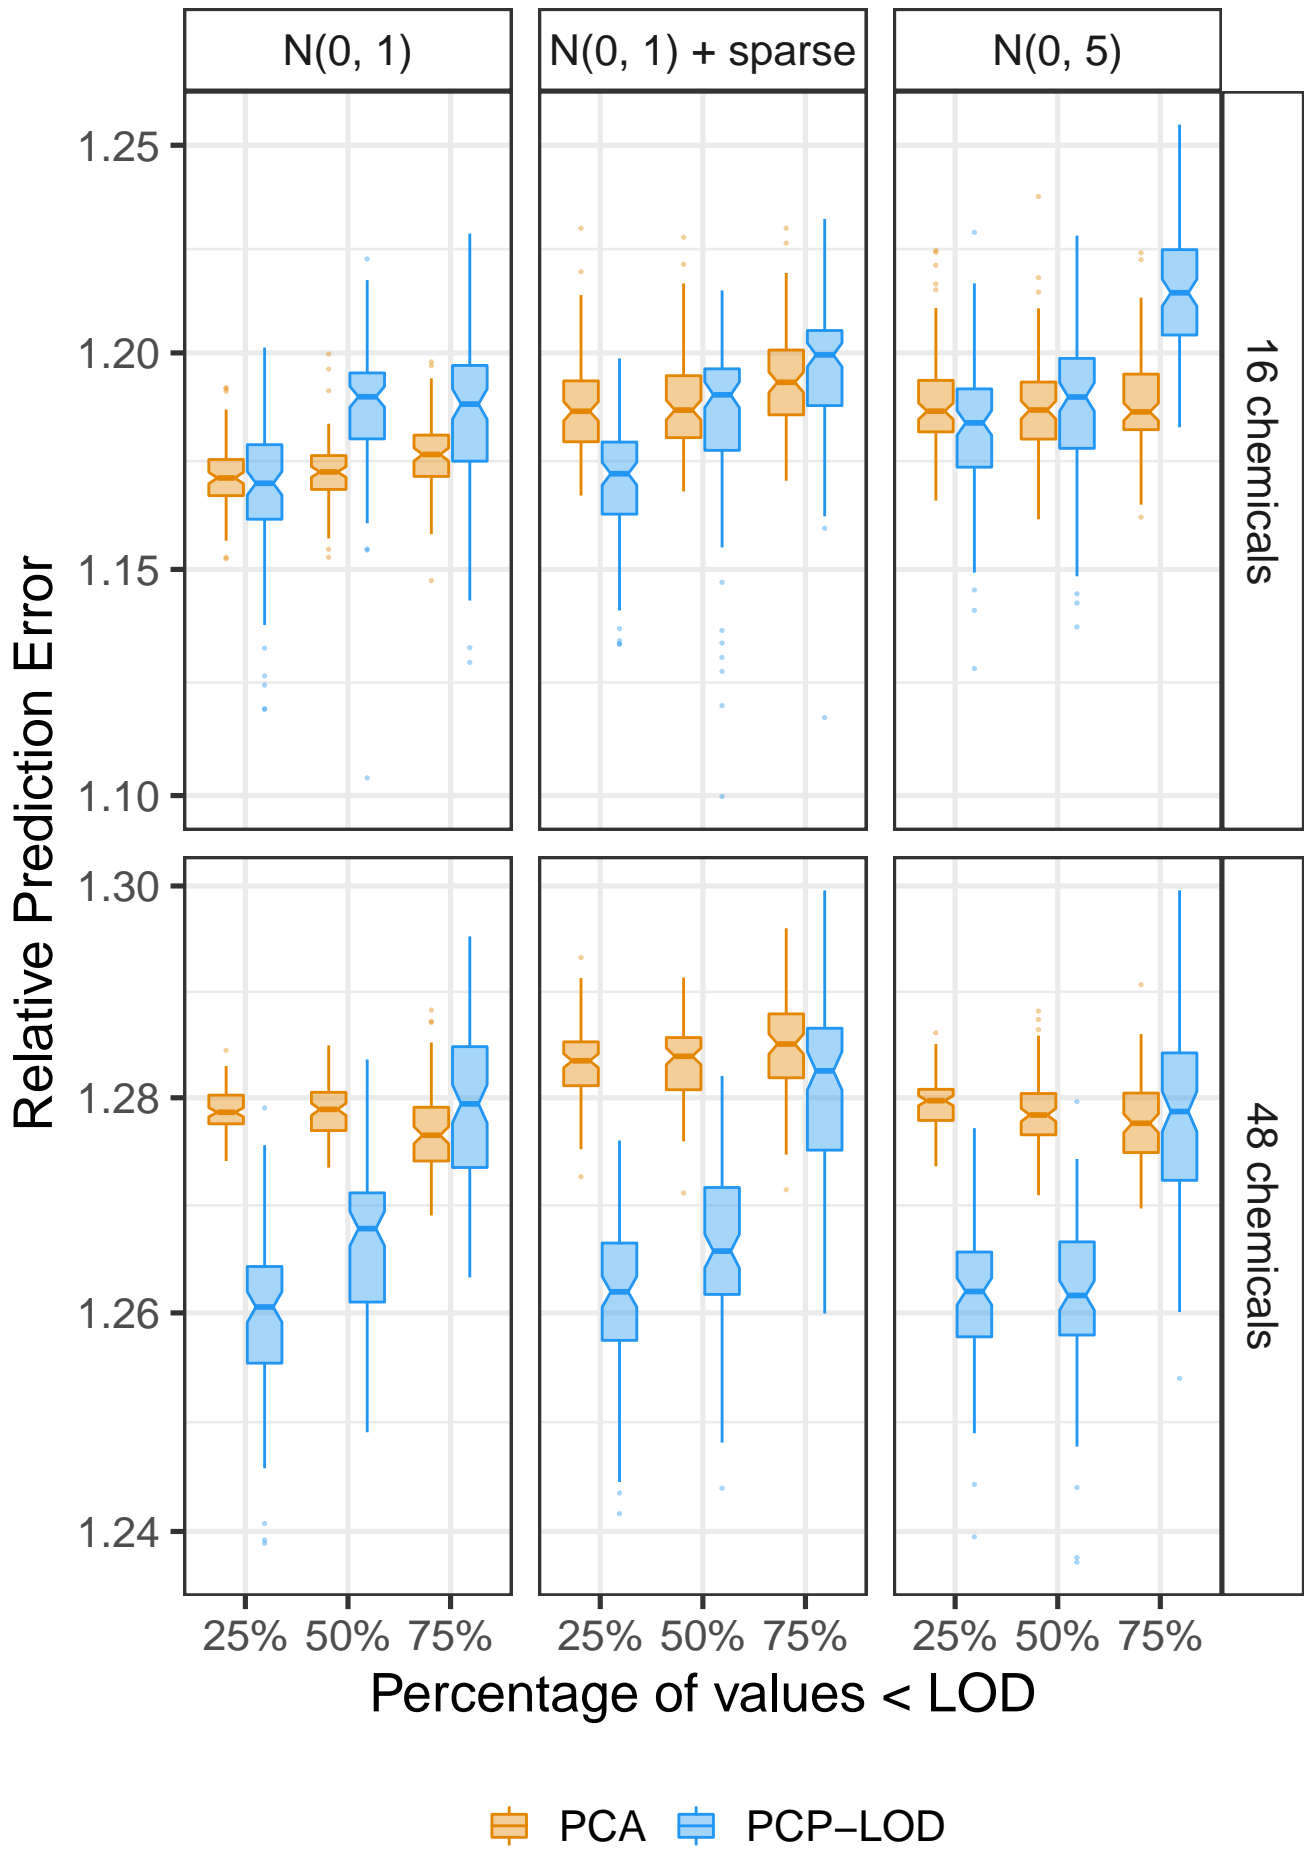 N(0, 1)
N(0, 1) + sparse
N(0, 5)
1.25
1.20
1.15
1.10
16 chemicals
Relative Prediction Error
1.30
1.28
1.26
1.24
48 chemicals
25% 50% 75%
25% 50% 75%
25% 50% 75%
Percentage of values < LOD
PCA
PCP−LOD